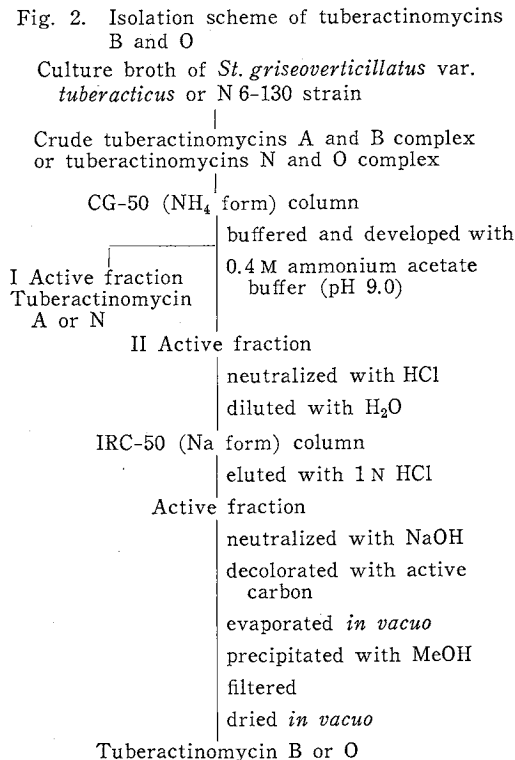 Fig. 2. Isolation scheme of tuberactinomycins
B and O
Culture broth of St. griseoverticillatus var.
tuberacticus or N 6-130 strain
Crude tuberactinomycins A and B complex
or tuberactinomycins N and O complex
CG-50 (NH₄ form) column
buffered and developed with
0.4 M ammonium acetate
buffer (pH 9.0)
I Active fraction
Tuberactinomycin
A or N
II Active fraction
neutralized with HCl
diluted with H₂O
IRC-50 (Na form) column
eluted with 1 N HCl
Active fraction
neutralized with NaOH
decolorated with active
carbon
evaporated in vacuo
precipitated with MeOH
filtered
dried in vacuo
Tuberactinomycin B or O